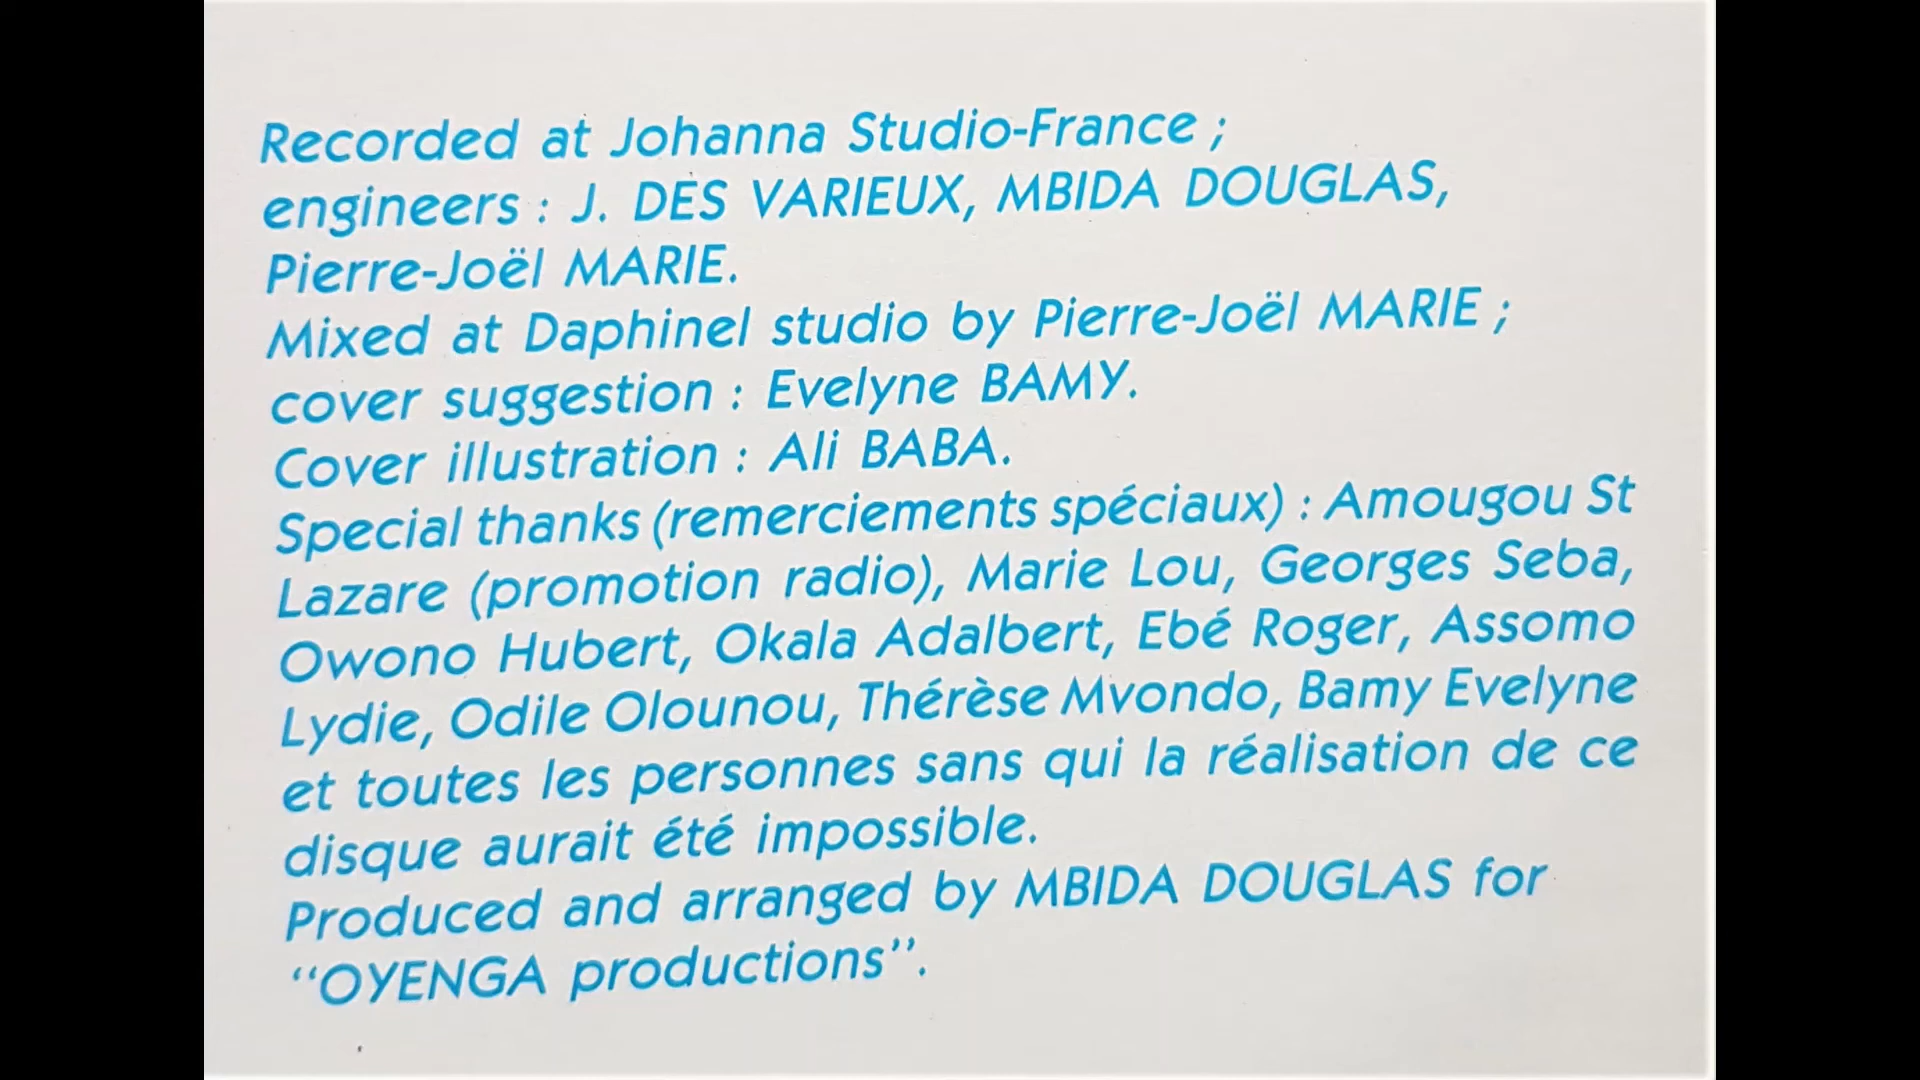 Recorded at Johanna Studio-France ;
engineers : J. DES VARIEUX, MBIDA DOUGLAS,
Pierre-Joël MARIE.
Mixed at Daphinel studio by Pierre-Joël MARIE ;
cover suggestion : Evelyne BAMY.
Cover illustration : Ali BABA.
Special thanks (remerciements spéciaux) : Amougou St
Lazare (promotion radio), Marie Lou, Georges Seba,
Owono Hubert, Okala Adalbert, Ebé Roger, Assomo
Lydie, Odile Olounou, Thérèse Mvondo, Bamy Evelyne
et toutes les personnes sans qui la réalisation de ce
disque aurait été impossible.
Produced and arranged by MBIDA DOUGLAS for
‘‘OYENGA productions’’.